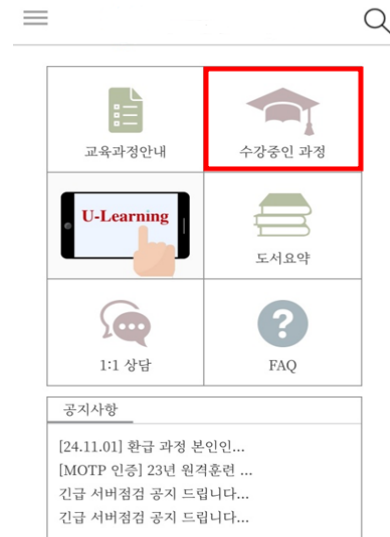 교육과정안내
수강중인 과정
U-Learning
도서요약
1:1 상담
?
FAQ
공지사항
[24.11.01] 환급 과정 본인인...
[MOTP 인증] 23년 원격훈련 ...
긴급 서버점검 공지 드립니다...
긴급 서버점검 공지 드립니다...